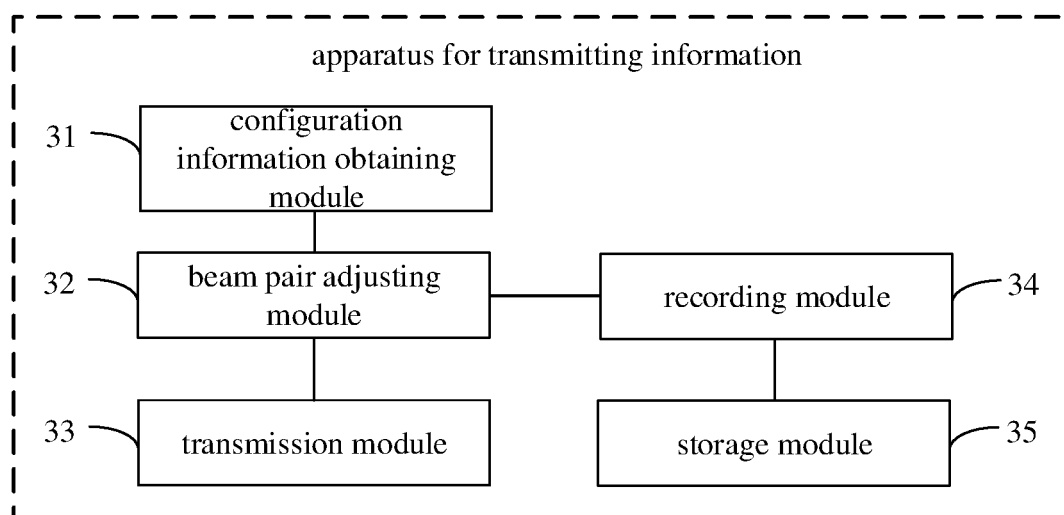 apparatus for transmitting information
31
configuration
information obtaining
module
32
beam pair adjusting
module
recording module
34
33
transmission module
storage module
35